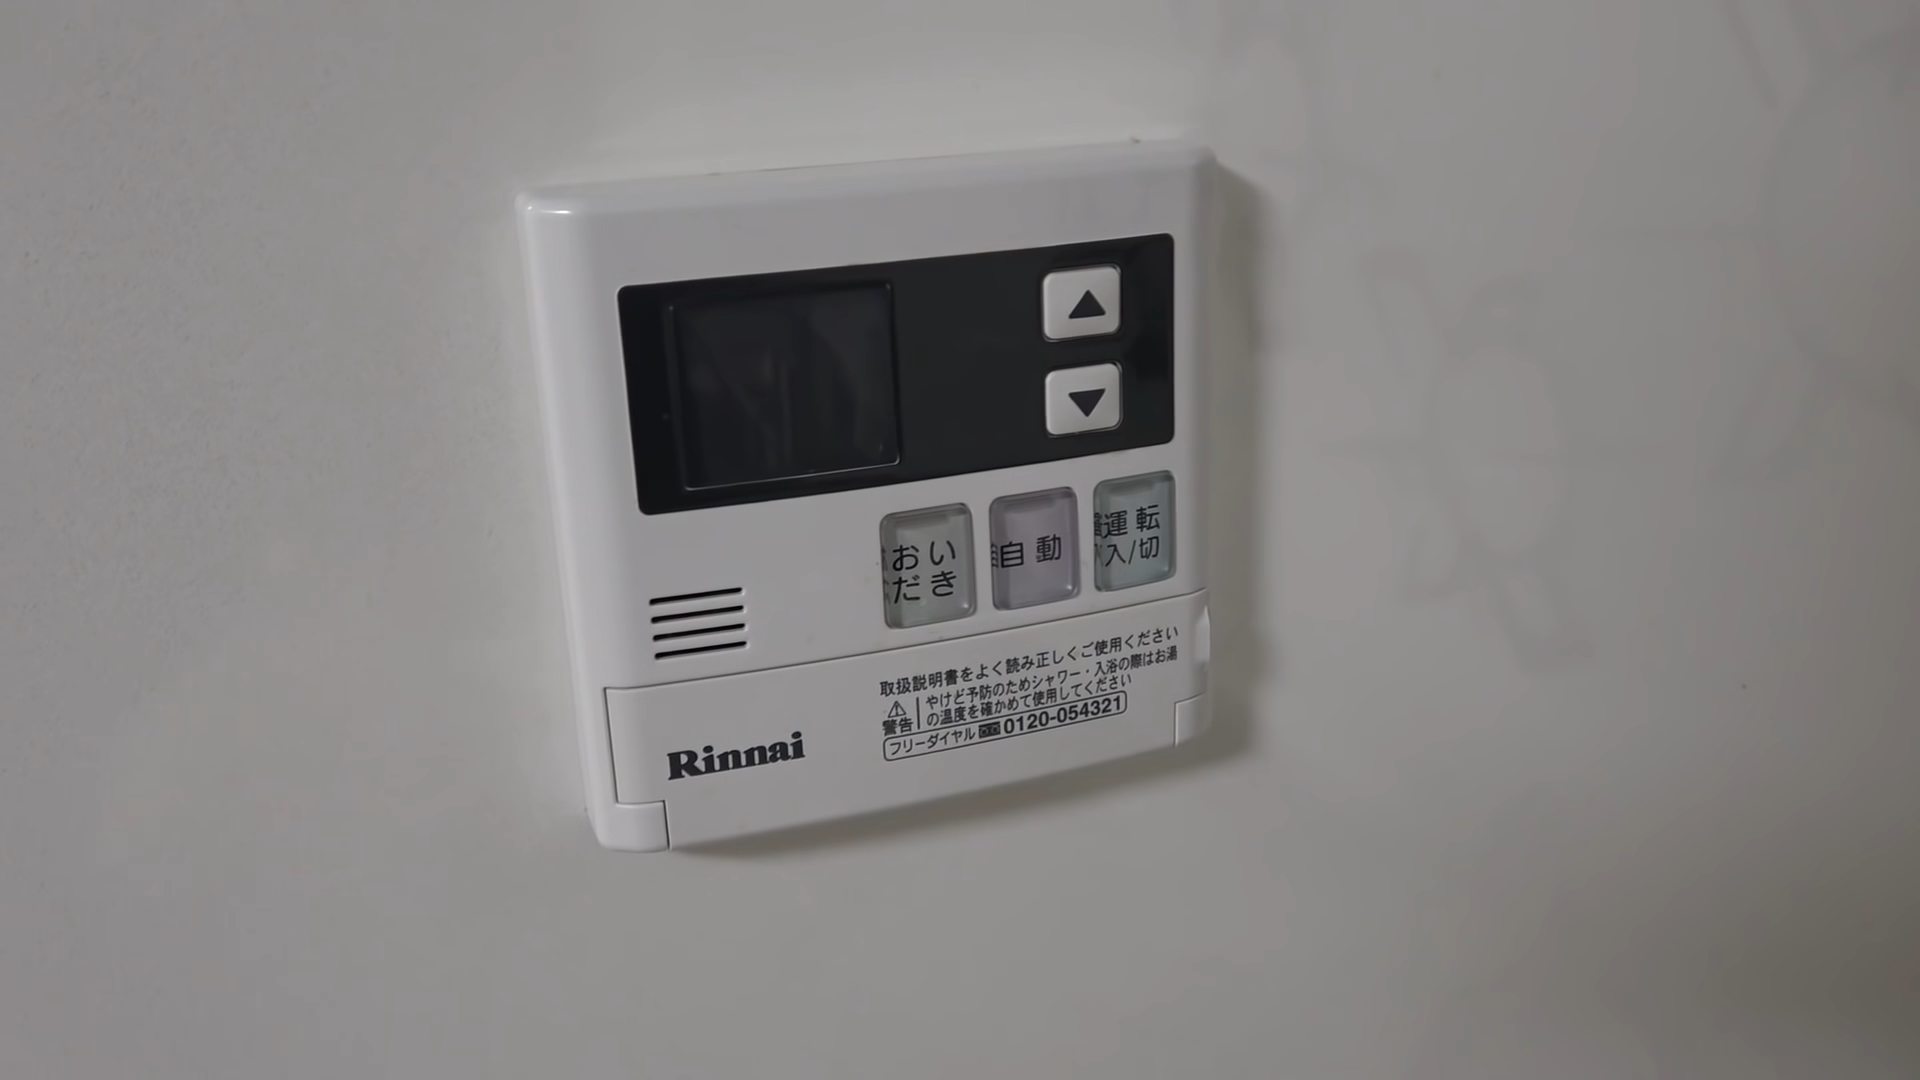 おい
だき
自動
運転
入/切
取扱説明書をよく読み正しくご使用ください
警告
やけど予防のためシャワー・入浴の際はお湯
の温度を確かめて使用してください
フリーダイヤル 0120-054321
Rinnai